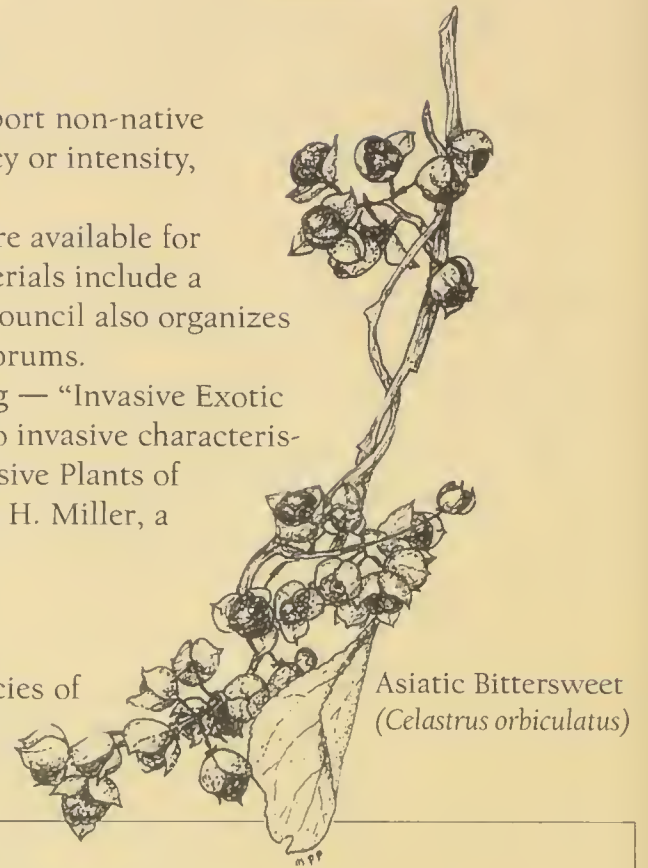 port non-native
cy or intensity,
re available for
erials include a
ouncil also organizes
orums.
g — “Invasive Exotic
o invasive characteris-
sive Plants of
H. Miller, a
cies of
Asiatic Bittersweet
(Celastrus orbiculatus)
mpp